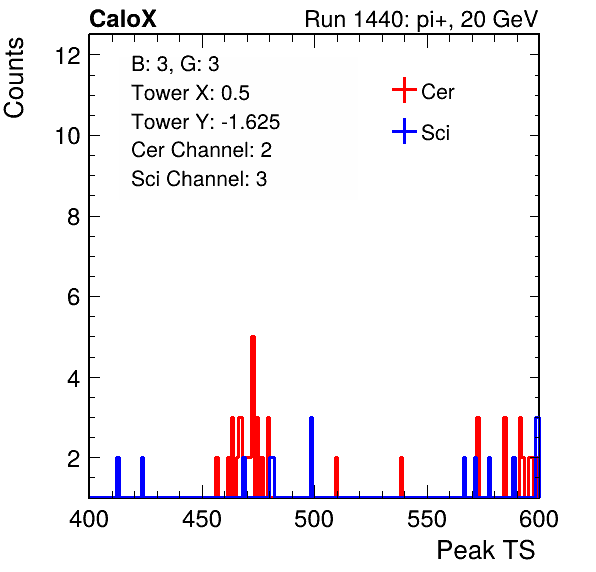 CaloX Run 1440: pi+, 20 GeV
Counts
12
10
8
6
4
2
B: 3, G: 3
Tower X: 0.5
Tower Y: -1.625
Cer Channel: 2
Sci Channel: 3
Cer
Sci
400 450 500 550 600
Peak TS